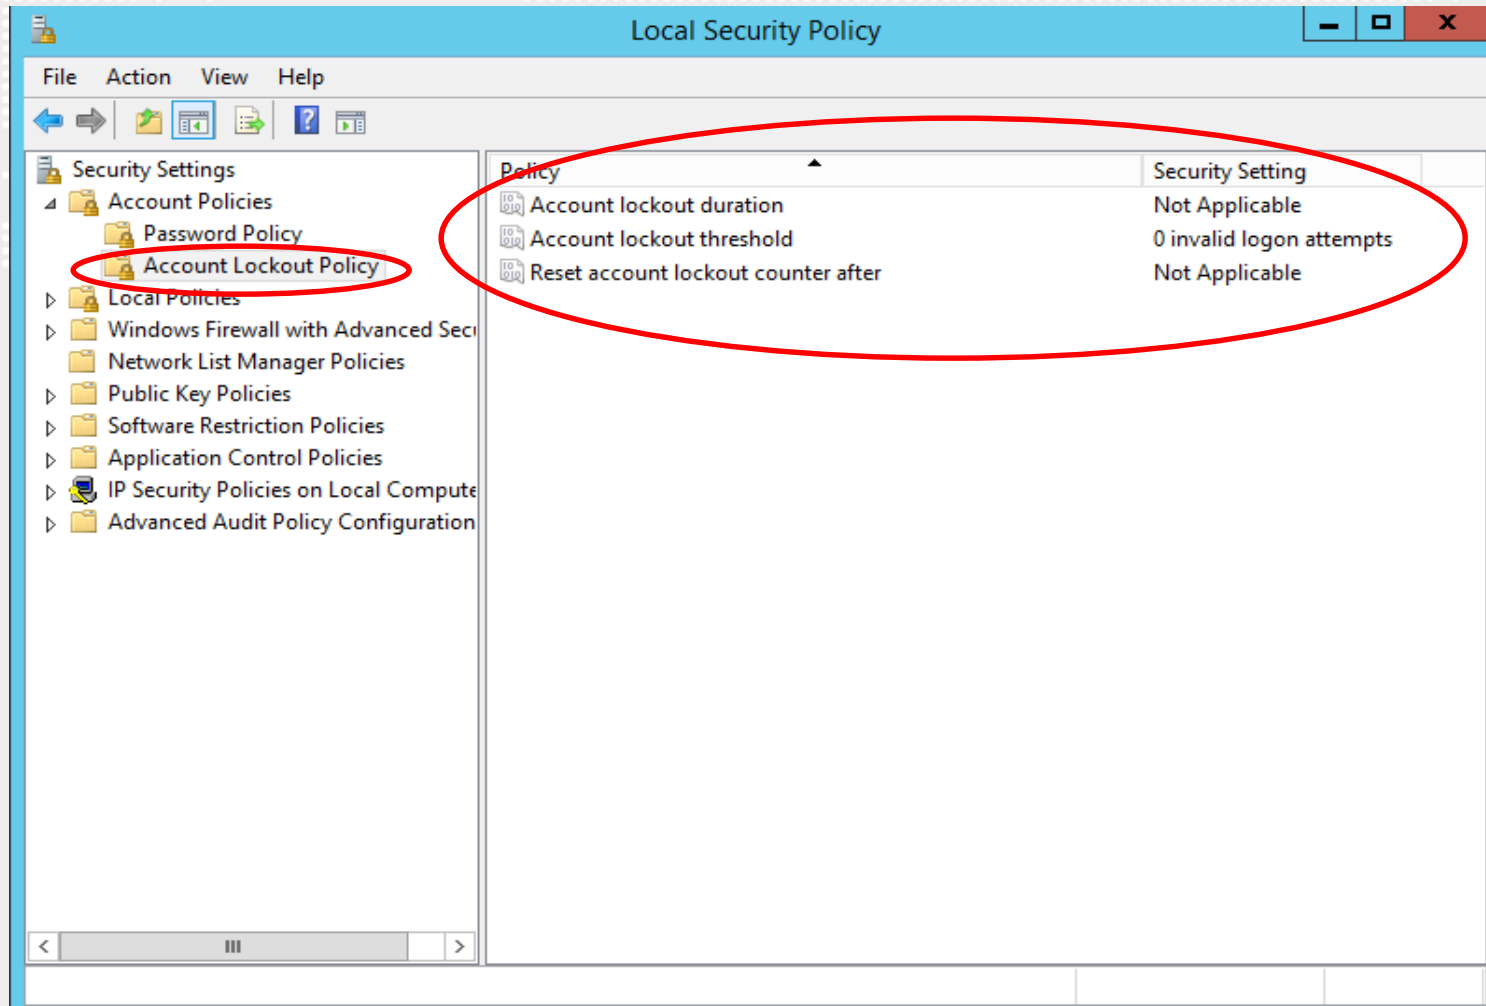 Local Security Policy
File Action View Help
Security Settings
Account Policies
Password Policy
Account Lockout Policy
Local Policies
Windows Firewall with Advanced Secu
Network List Manager Policies
Public Key Policies
Software Restriction Policies
Application Control Policies
IP Security Policies on Local Compute
Advanced Audit Policy Configuration
Policy Security Setting
Account lockout duration Not Applicable
Account lockout threshold 0 invalid logon attempts
Reset account lockout counter after Not Applicable